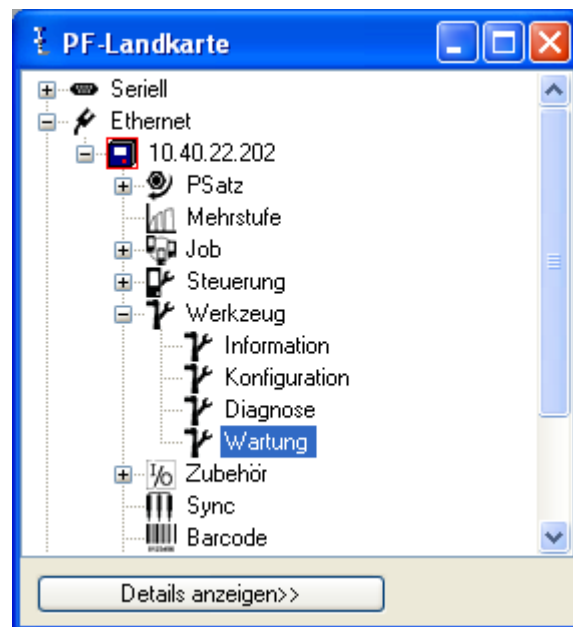 PF-Landkarte
Seriell
Ethernet
10.40.22.202
PSatz
Mehrstufe
Job
Steuerung
Werkzeug
Information
Konfiguration
Diagnose
Wartung
I/O Zubehör
Sync
Barcode
Details anzeigen>>